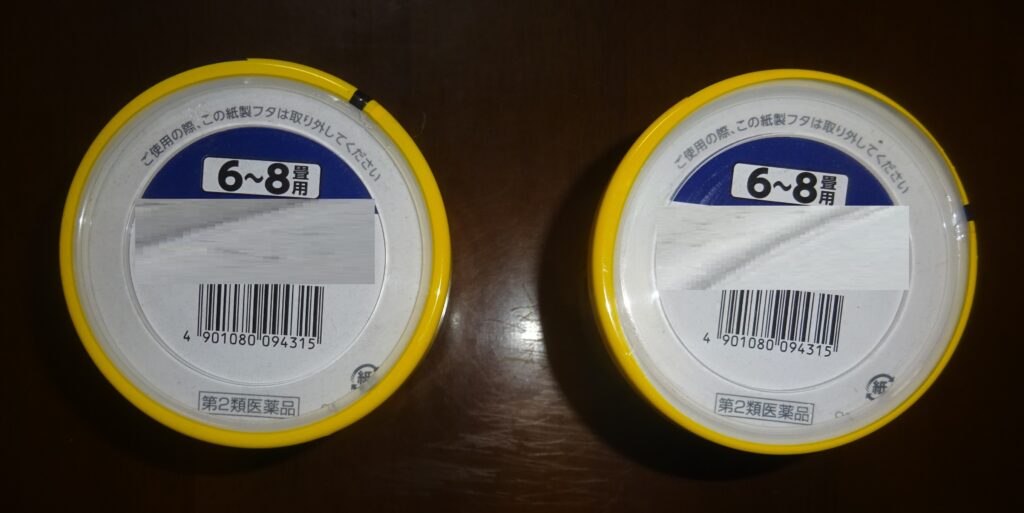 ご使用の際、この紙製フタは取り外してください
6~8畳用
4 901080 094315
紙
第2類医薬品
ご使用の際、この紙製フタは取り外してください
6~8畳用
4 901080 094315
紙
第2類医薬品